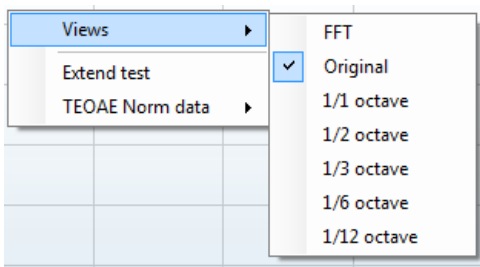 Views
Extend test
TEOAE Norm data
FFT
Original
1/1 octave
1/2 octave
1/3 octave
1/6 octave
1/12 octave